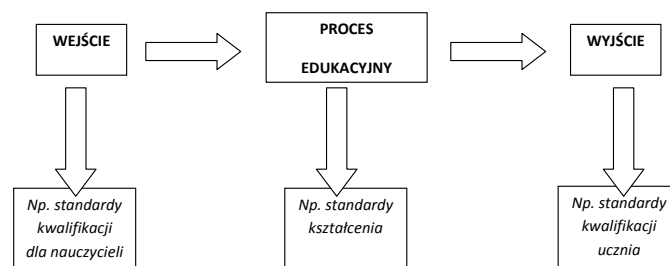 WEJŚCIE
PROCES
EDUKACYJNY
WYJŚCIE
Np. standardy
kwalifikacji
dla nauczycieli
Np. standardy
kształcenia
Np. standardy
kwalifikacji
ucznia